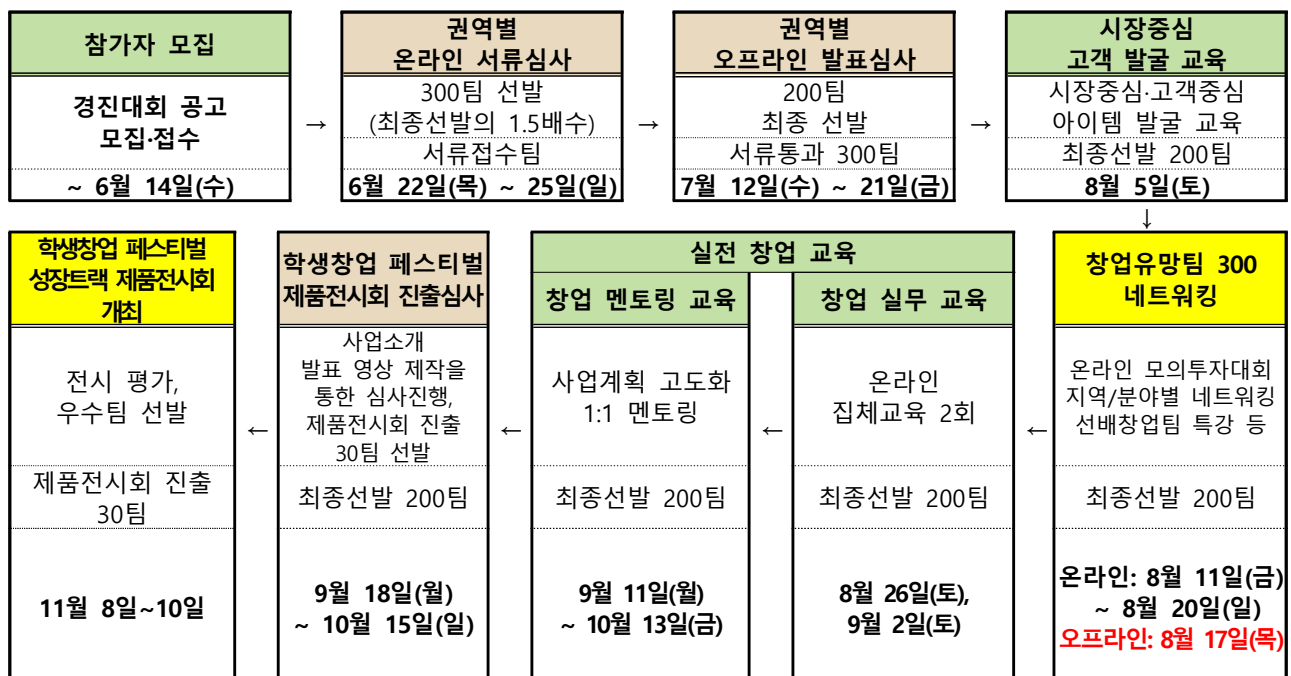 참가자 모집
경진대회 공고
모집·접수
~ 6월 14일(수)
→
권역별
온라인 서류심사
300팀 선발
(최종선발의 1.5배수)
서류접수팀
6월 22일(목) ~ 25일(일)
→
권역별
오프라인 발표심사
200팀
최종 선발
서류통과 300팀
7월 12일(수) ~ 21일(금)
→
시장중심
고객 발굴 교육
시장중심·고객중심
아이템 발굴 교육
최종선발 200팀
8월 5일(토)
↓
학생창업 페스티벌
성장트랙 제품전시회
개최
전시 평가,
우수팀 선발
제품전시회 진출
30팀
11월 8일~10일
←
학생창업 페스티벌
제품전시회 진출심사
사업소개
발표 영상 제작을
통한 심사진행,
제품전시회 진출
30팀 선발
최종선발 200팀
9월 18일(월)
~ 10월 15일(일)
←
실전 창업 교육
창업 멘토링 교육
사업계획 고도화
1:1 멘토링
최종선발 200팀
9월 11일(월)
~ 10월 13일(금)
←
창업 실무 교육
온라인
집체교육 2회
최종선발 200팀
8월 26일(토),
9월 2일(토)
←
창업유망팀 300
네트워킹
온라인 모의투자대회
지역/분야별 네트워킹
선배창업팀 특강 등
최종선발 200팀
온라인: 8월 11일(금)
~ 8월 20일(일)
오프라인: 8월 17일(목)